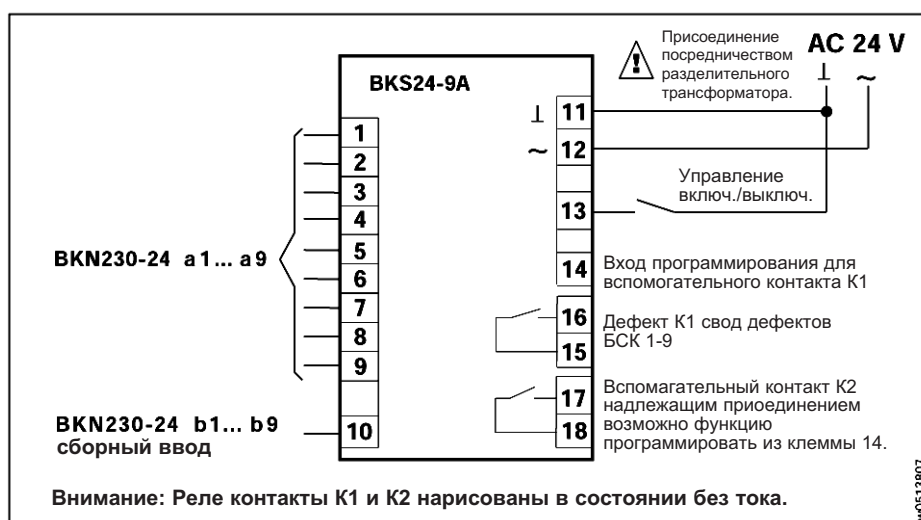 Присоединение
посредничеством
разделительного
трансформатора.
AC 24 V
⊥ ~
BKS24-9A
1
2
3
4
5
6
7
8
9
10
BKN230-24 a1... a9
BKN230-24 b1... b9
сборный ввод
⊥ 11
~ 12
13
14
16
15
17
18
Управление
включ./выключ.
Вход программирования для
вспомогательного контакта К1
Дефект К1 свод дефектов
БСК 1-9
Вспомагательный контакт К2
надлежащим приоединением
возможно функцию
программировать из клеммы 14.
Внимание: Реле контакты К1 и К2 нарисованы в состоянии без тока.